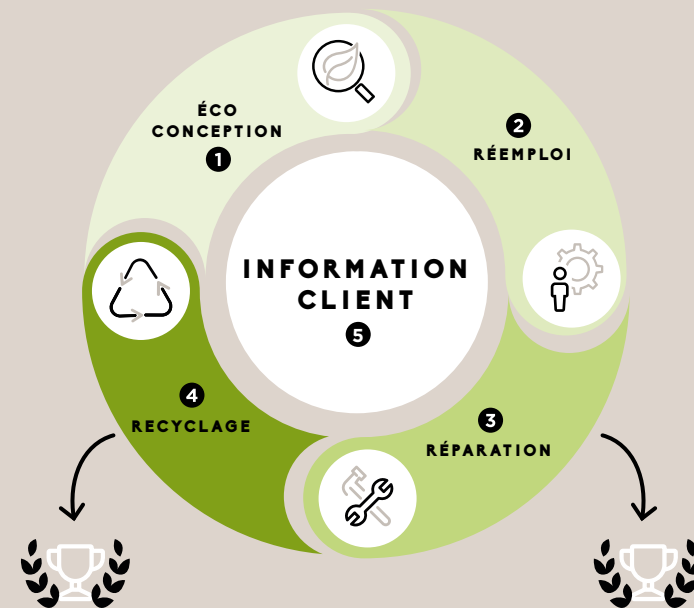 ÉCO
CONCEPTION
1
2
RÉEMPLOI
INFORMATION
CLIENT
5
3
RÉPARATION
4
RECYCLAGE